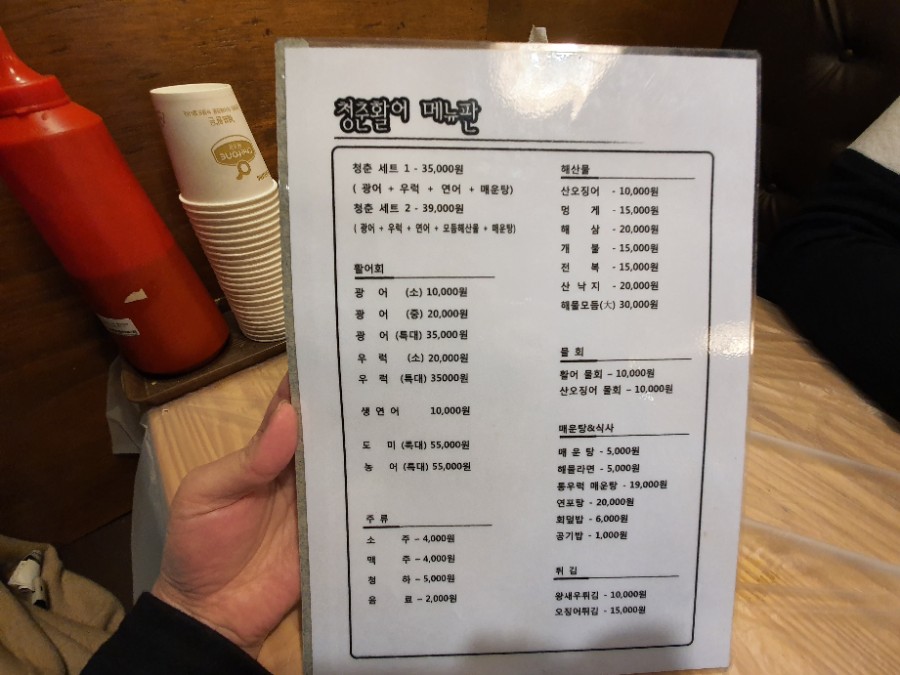 청춘활어 메뉴판
청춘 세트 1 - 35,000원
( 광어 + 우럭 + 연어 + 매운탕)
청춘 세트 2 - 39,000원
( 광어 + 우럭 + 연어 + 모듬해산물 + 매운탕)
활어회
광 어 (소) 10,000원
광 어 (중) 20,000원
광 어 (특대) 35,000원
우 럭 (소) 20,000원
우 럭 (특대) 35000원
생 연 어 10,000원
도 미 (특대) 55,000원
농 어 (특대) 55,000원
주 류
소 주 - 4,000원
맥 주 - 4,000원
청 하 - 5,000원
음 료 - 2,000원
해산물
산오징어 - 10,000원
멍 게 - 15,000원
해 삼 - 20,000원
개 불 - 15,000원
전 복 - 15,000원
산 낙 지 - 20,000원
해물모듬(大) 30,000원
물 회
활어 물회 - 10,000원
산오징어 물회 - 10,000원
매운탕&식사
매 운 탕 - 5,000원
해물라면 - 5,000원
통우럭 매운탕 - 19,000원
연포탕 - 20,000원
회덮밥 - 6,000원
공기밥 - 1,000원
튀 김
왕새우튀김 - 10,000원
오징어튀김 - 15,000원